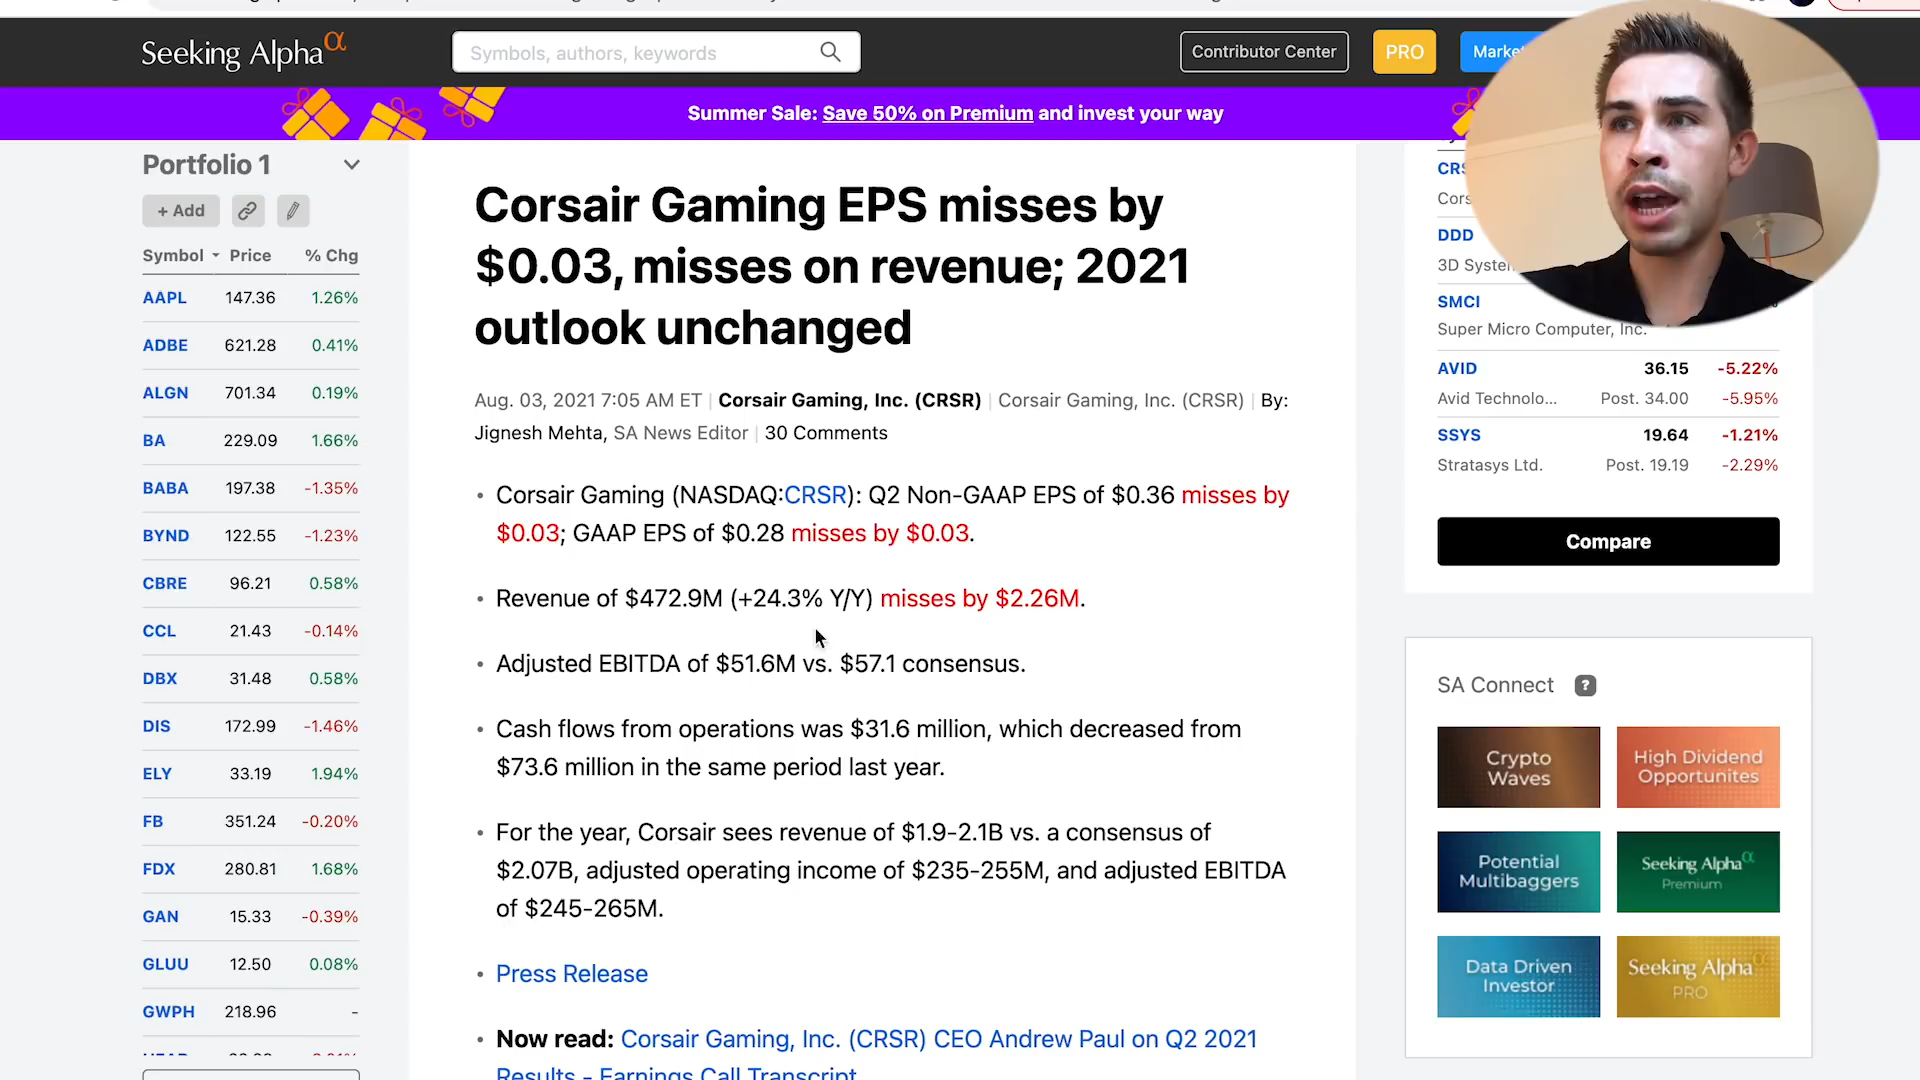 Seeking Alpha α
Symbols, authors, keywords
Contributor Center
PRO
Summer Sale: Save 50% on Premium and invest your way
Portfolio 1
+ Add
Symbol Price % Chg
AAPL 147.36 1.26%
ADBE 621.28 0.41%
ALGN 701.34 0.19%
BA 229.09 1.66%
BABA 197.38 -1.35%
BYND 122.55 -1.23%
CBRE 96.21 0.58%
CCL 21.43 -0.14%
DBX 31.48 0.58%
DIS 172.99 -1.46%
ELY 33.19 1.94%
FB 351.24 -0.20%
FDX 280.81 1.68%
GAN 15.33 -0.39%
GLUU 12.50 0.08%
GWPH 218.96 -
Corsair Gaming EPS misses by
$0.03, misses on revenue; 2021
outlook unchanged
Aug. 03, 2021 7:05 AM ET | Corsair Gaming, Inc. (CRSR) | Corsair Gaming, Inc. (CRSR) | By:
Jignesh Mehta, SA News Editor | 30 Comments
• Corsair Gaming (NASDAQ:CRSR): Q2 Non-GAAP EPS of $0.36 misses by
$0.03; GAAP EPS of $0.28 misses by $0.03.
• Revenue of $472.9M (+24.3% Y/Y) misses by $2.26M.
• Adjusted EBITDA of $51.6M vs. $57.1 consensus.
• Cash flows from operations was $31.6 million, which decreased from
$73.6 million in the same period last year.
• For the year, Corsair sees revenue of $1.9-2.1B vs. a consensus of
$2.07B, adjusted operating income of $235-255M, and adjusted EBITDA
of $245-265M.
• Press Release
• Now read: Corsair Gaming, Inc. (CRSR) CEO Andrew Paul on Q2 2021
Results - Earnings Call Transcript
DDD
SMCI
Super Micro Computer, Inc.
AVID 36.15 -5.22%
Avid Technolo... Post. 34.00 -5.95%
SSYS 19.64 -1.21%
Stratasys Ltd. Post. 19.19 -2.29%
Compare
SA Connect ?
Crypto
Waves
High Dividend
Opportunites
Potential
Multibaggers
Seeking Alpha α
Premium
Data Driven
Investor
Seeking Alpha α
PRO